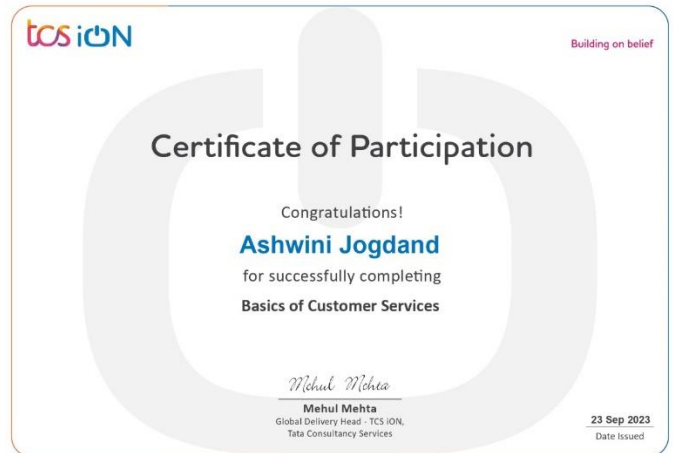 tcs iON
Building on belief
Certificate of Participation
Congratulations!
Ashwini Jogdand
for successfully completing
Basics of Customer Services
Mehul Mehta
Mehul Mehta
Global Delivery Head - TCS iON,
Tata Consultancy Services
23 Sep 2023
Date Issued